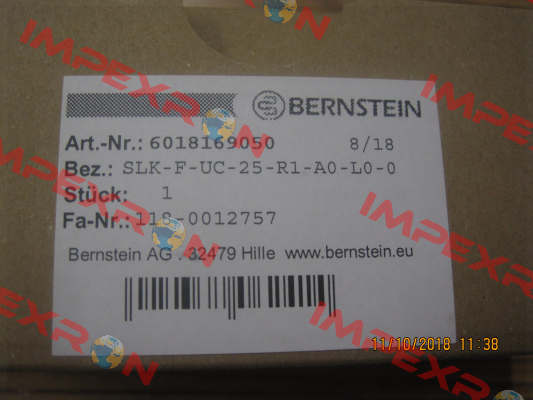 BERNSTEIN
Art.-Nr.: 6018169050 8/18
Bez.: SLK-F-UC-25-R1-A0-L0-0
Stück: 1
Fa-Nr.: 118-0012757
Bernstein AG . 32479 Hille www.bernstein.eu
11/10/2018 11:38
IMPEXRON
IMPEXRON
IMPEXRON
IMPEXRON